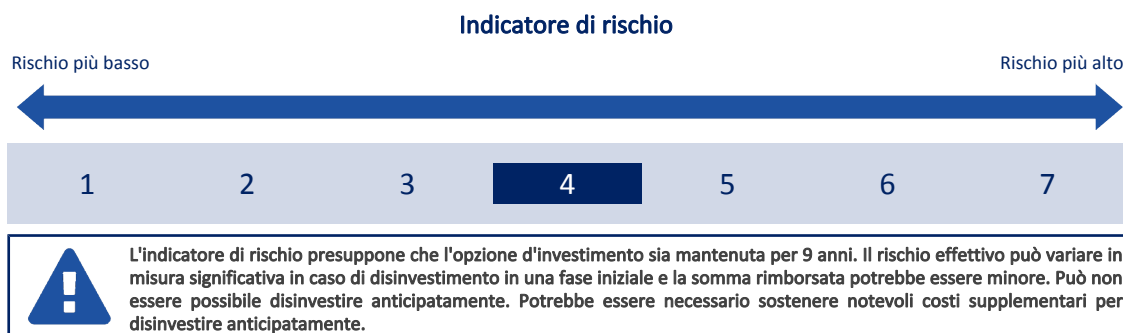 Indicatore di rischio
Rischio più basso
Rischio più alto
1 2 3 4 5 6 7
L'indicatore di rischio presuppone che l'opzione d'investimento sia mantenuta per 9 anni. Il rischio effettivo può variare in
misura significativa in caso di disinvestimento in una fase iniziale e la somma rimborsata potrebbe essere minore. Può non
essere possibile disinvestire anticipatamente. Potrebbe essere necessario sostenere notevoli costi supplementari per
disinvestire anticipatamente.